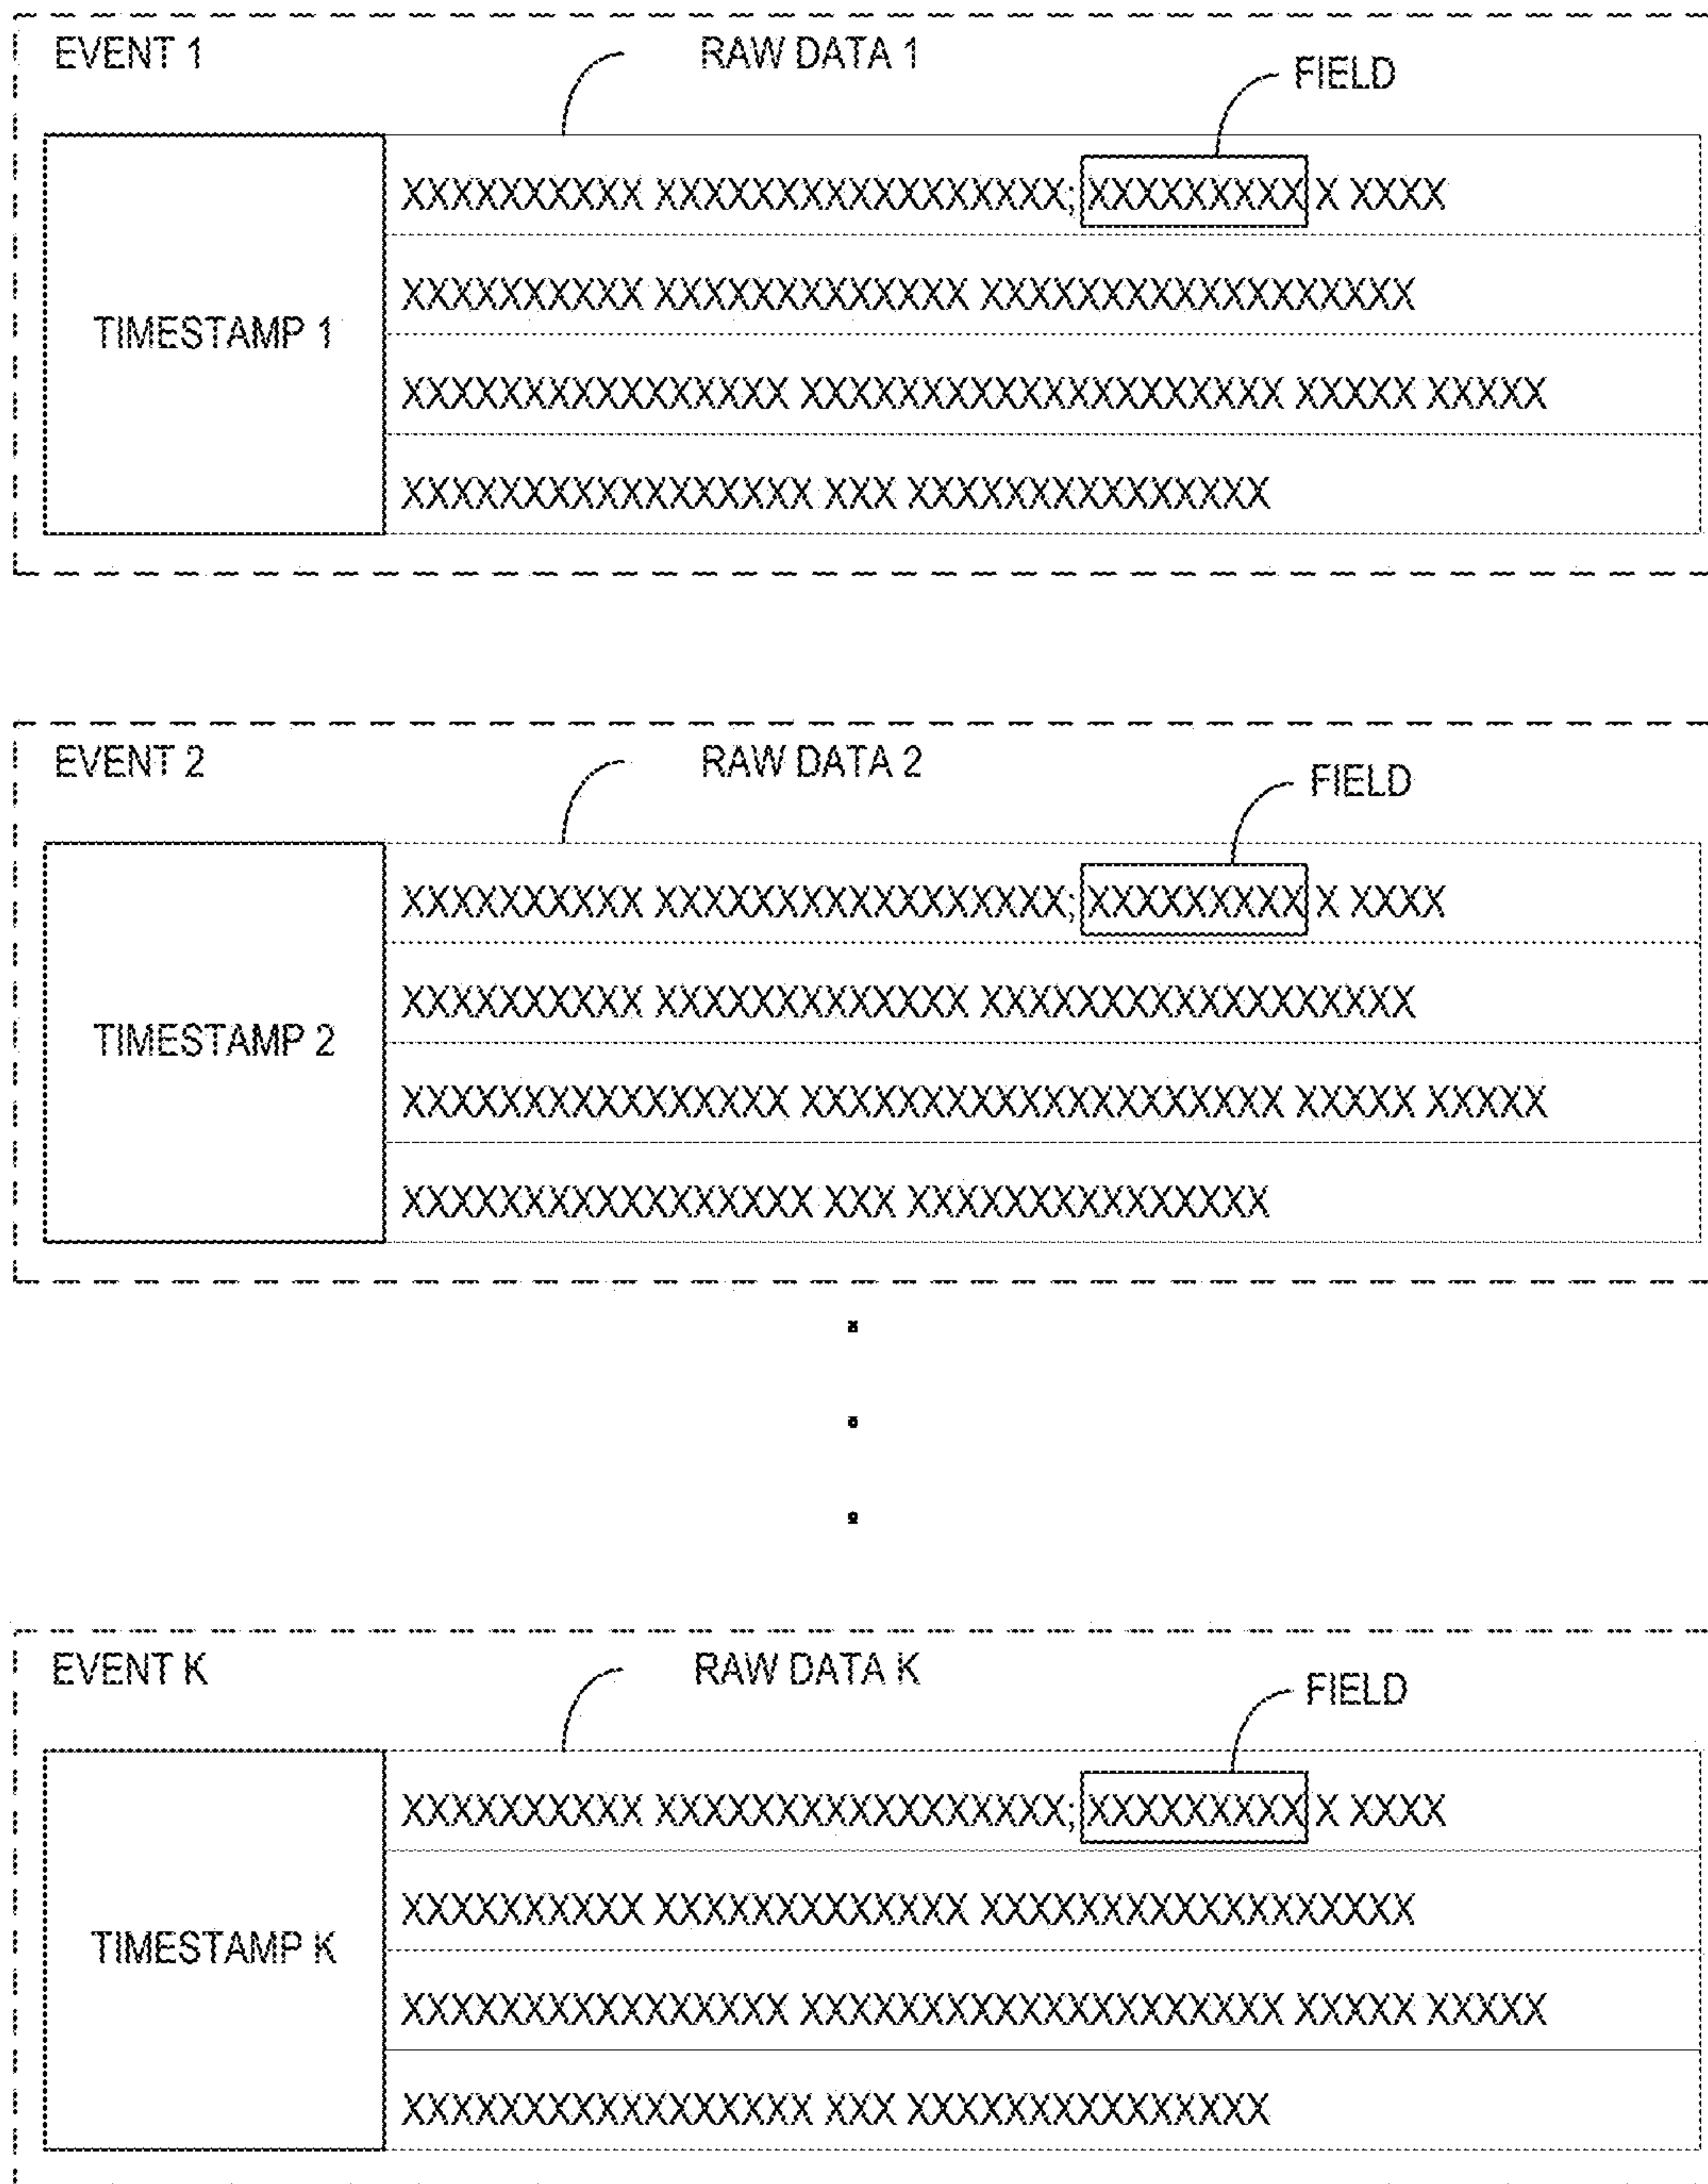 EVENT 1 RAW DATA 1
FIELD
TIMESTAMP 1
XXXXXXXXXX XXXXXXXXXXXXXXXXX; XXXXXXXXX X XXXX
XXXXXXXXXX XXXXXXXXXXXXX XXXXXXXXXXXXXXXXXX
XXXXXXXXXXXXXXXX XXXXXXXXXXXXXXXXXXXX XXXXX XXXXX
XXXXXXXXXXXXXXXXX XXX XXXXXXXXXXXXXXX
EVENT 2 RAW DATA 2
FIELD
TIMESTAMP 2
XXXXXXXXXX XXXXXXXXXXXXXXXXX; XXXXXXXXX X XXXX
XXXXXXXXXX XXXXXXXXXXXXX XXXXXXXXXXXXXXXXXX
XXXXXXXXXXXXXXXX XXXXXXXXXXXXXXXXXXXX XXXXX XXXXX
XXXXXXXXXXXXXXXXX XXX XXXXXXXXXXXXXXX
EVENT K RAW DATA K
FIELD
TIMESTAMP K
XXXXXXXXXX XXXXXXXXXXXXXXXXX; XXXXXXXXX X XXXX
XXXXXXXXXX XXXXXXXXXXXXX XXXXXXXXXXXXXXXXXX
XXXXXXXXXXXXXXXX XXXXXXXXXXXXXXXXXXXX XXXXX XXXXX
XXXXXXXXXXXXXXXXX XXX XXXXXXXXXXXXXXX